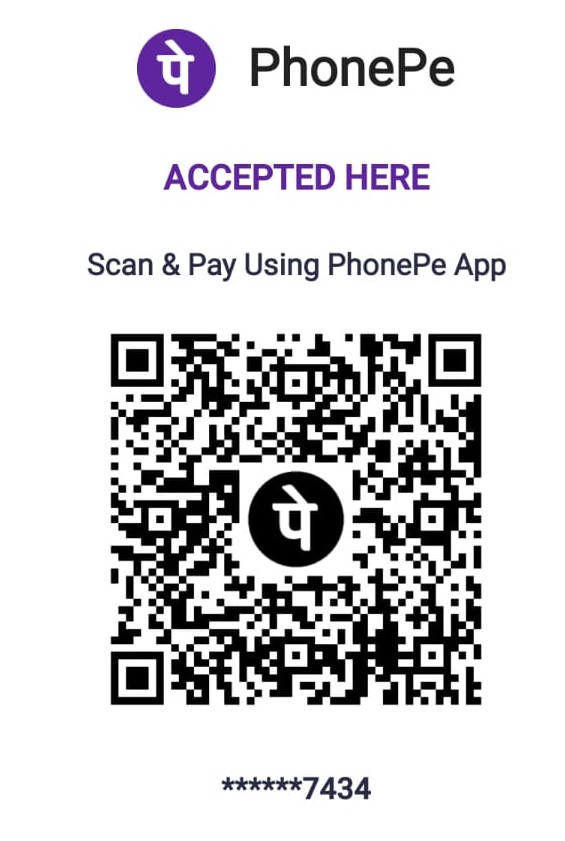 पे PhonePe
ACCEPTED HERE
Scan & Pay Using PhonePe App
पे
******7434